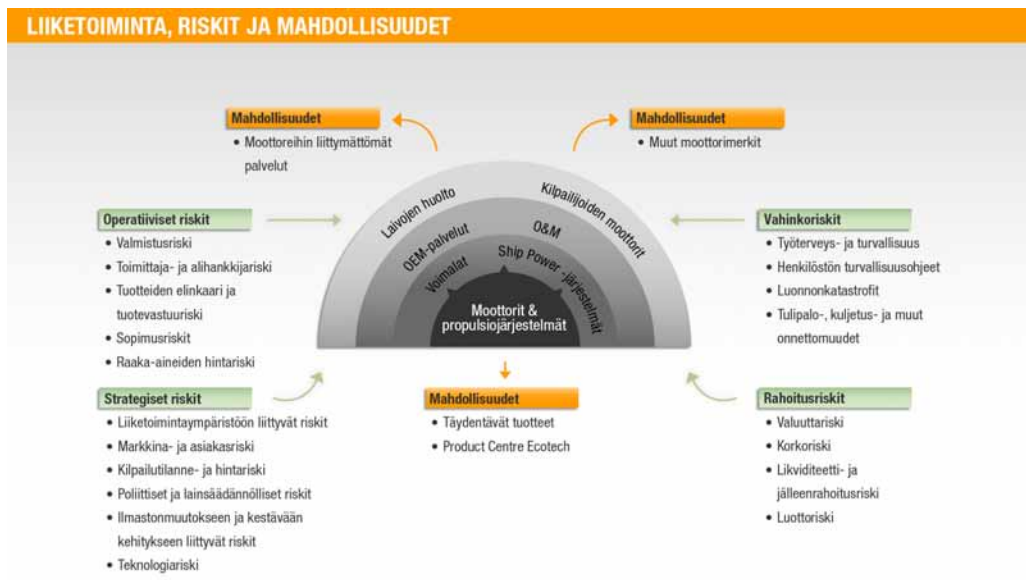 LIIKETOIMINTA, RISKIT JA MAHDOLLISUUDET
Mahdollisuudet
• Moottoreihin liittymättömät
palvelut
Mahdollisuudet
• Muut moottorimerkit
Laivojen huolto
Kilpailijoiden moottorit
OEM-palvelut
O&M
Voimalat
Ship Power -järjestelmät
Moottorit &
propulsiojärjestelmät
Operatiiviset riskit
• Valmistusriski
• Toimittaja- ja alihankkijariski
• Tuotteiden elinkaari ja
tuotevastuuriski
• Sopimusriskit
• Raaka-aineiden hintariski
Vahinkoriskit
• Työterveys- ja turvallisuus
• Henkilöstön turvallisuusohjeet
• Luonnonkatastrofit
• Tulipalo-, kuljetus- ja muut
onnettomuudet
Strategiset riskit
• Liiketoimintaympäristöön liittyvät riskit
• Markkina- ja asiakasriski
• Kilpailutilanne- ja hintariski
• Poliittiset ja lainsäädännölliset riskit
• Ilmastonmuutokseen ja kestävään
kehitykseen liittyvät riskit
• Teknologiariski
Mahdollisuudet
• Täydentävät tuotteet
• Product Centre Ecotech
Rahoitusriskit
• Valuuttariski
• Korkoriski
• Likviditeetti- ja
jälleenrahoitusriski
• Luottoriski